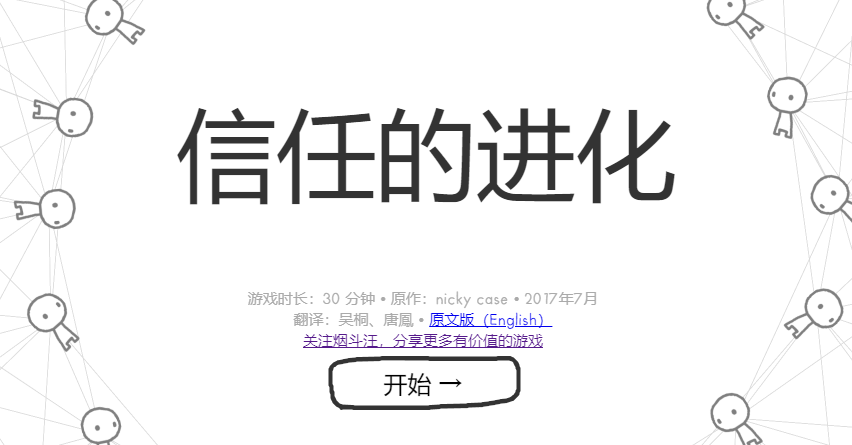 信任的进化
游戏时长：30 分钟 • 原作：nicky case • 2017年7月
翻译：吴桐、唐鳳 • 原文版（English）
关注烟斗汪，分享更多有价值的游戏
开始 →